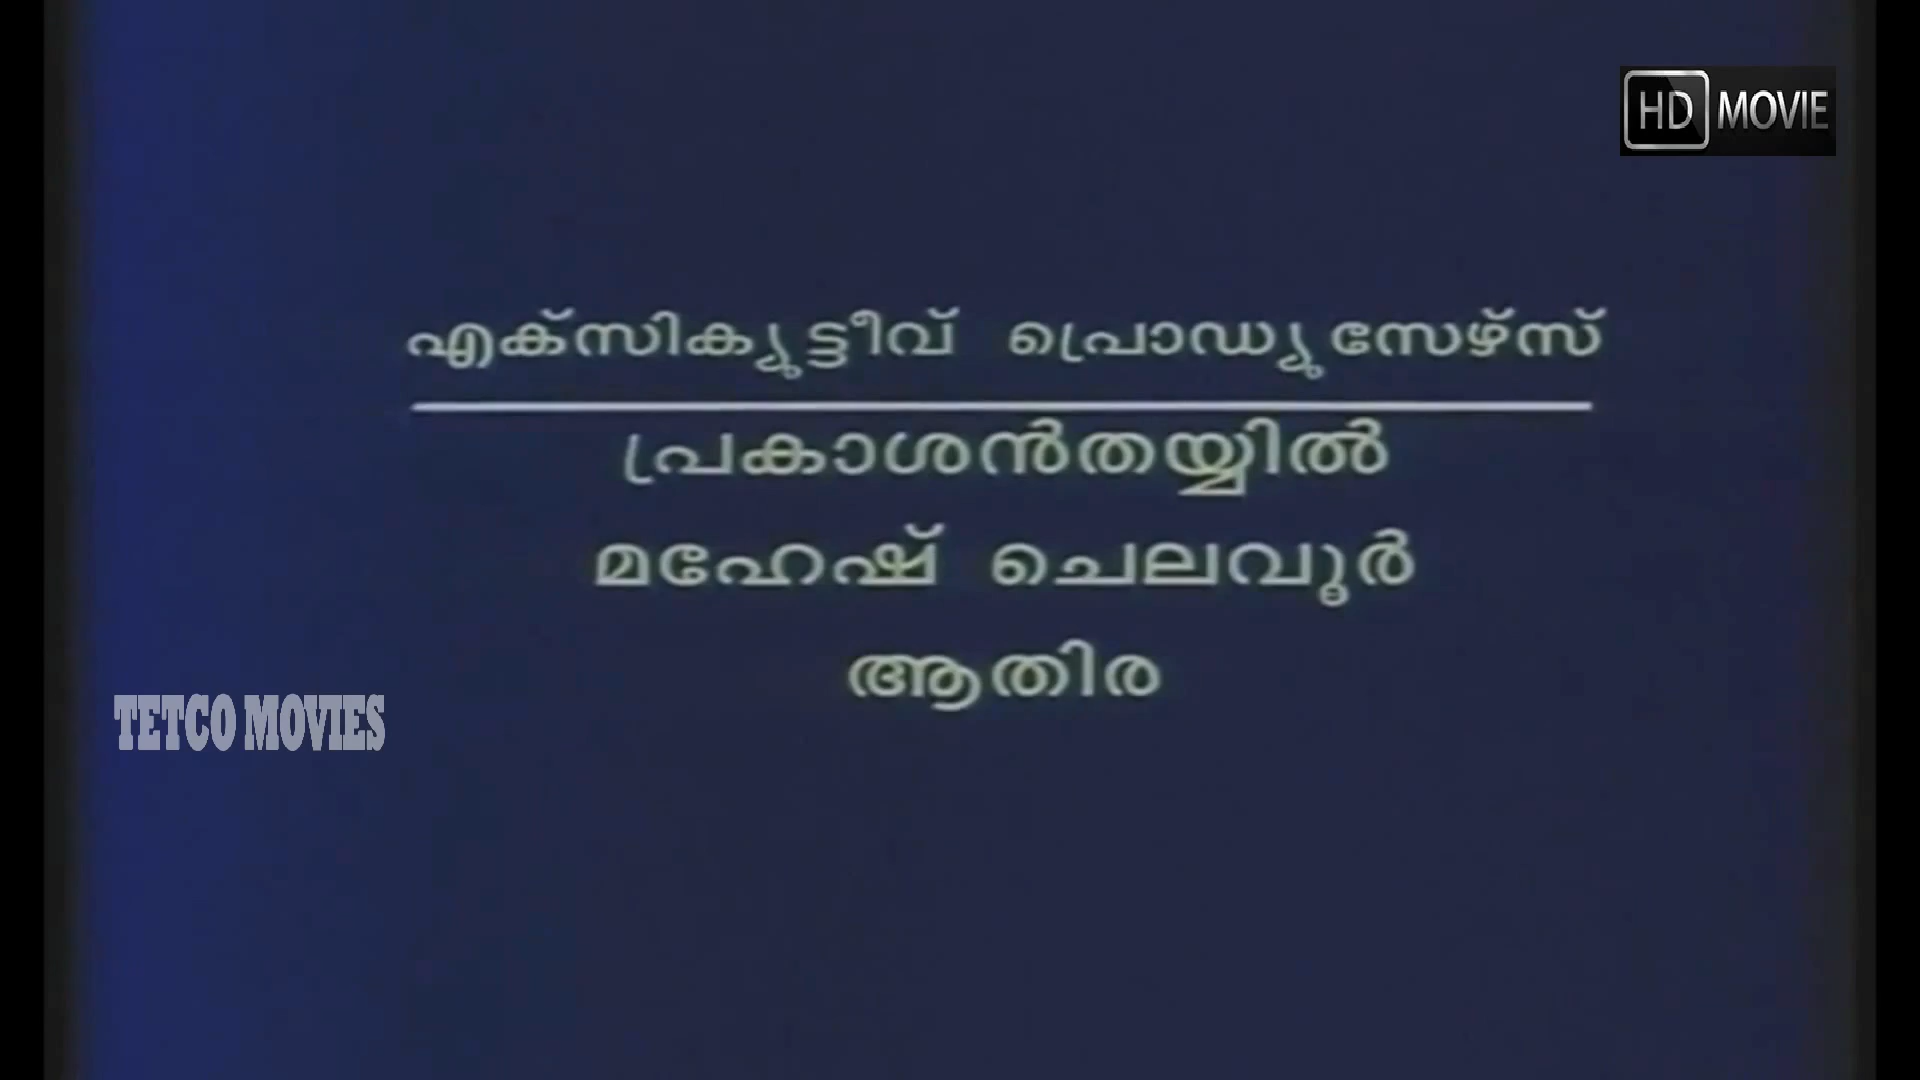 HD MOVIE
എക്സിക്യുട്ടീവ് പ്രൊഡ്യുസേഴ്സ്
പ്രകാശൻതയ്യിൽ
മഹേഷ് ചെലവൂർ
ആതിര
TETCO MOVIES